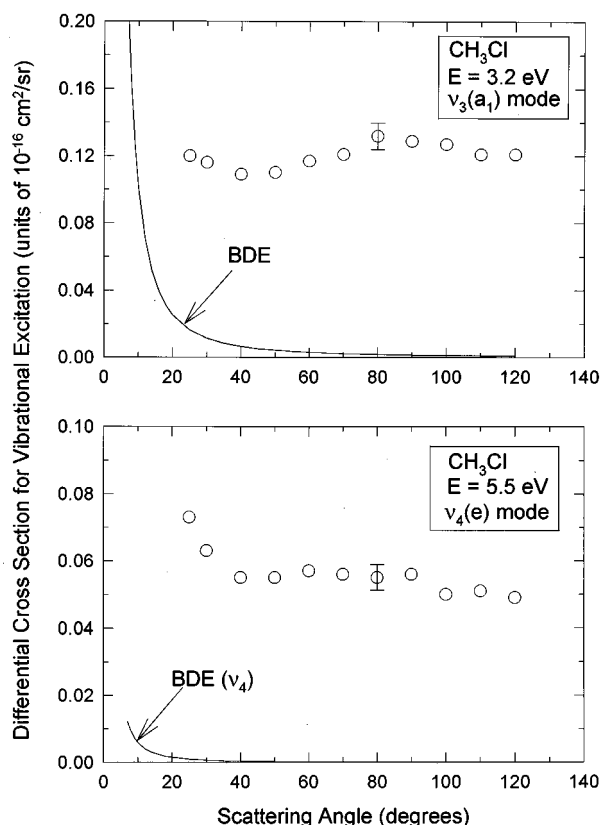 Differential Cross Section for Vibrational Excitation (units of 10⁻¹⁶ cm²/sr)
0.20
0.16
0.12
0.08
0.04
0.00
CH₃Cl
E = 3.2 eV
ν₃(a₁) mode
BDE
0 20 40 60 80 100 120 140
0.10
0.08
0.06
0.04
0.02
0.00
CH₃Cl
E = 5.5 eV
ν₄(e) mode
BDE (ν₄)
0 20 40 60 80 100 120 140
Scattering Angle (degrees)